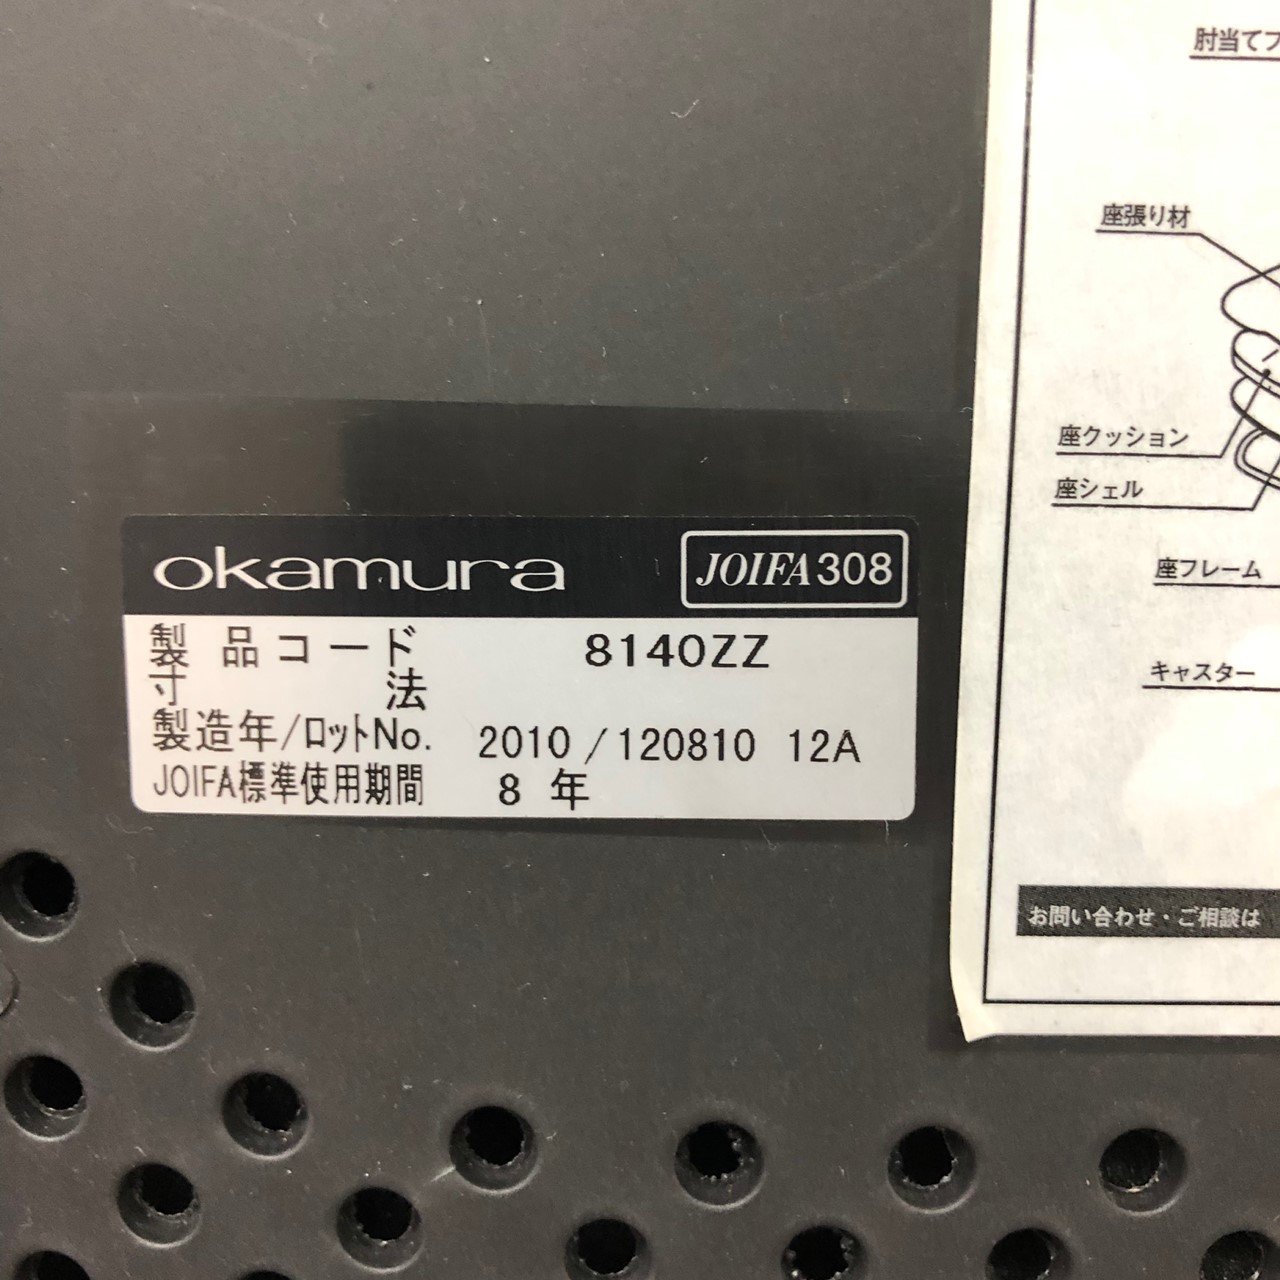 okamura JOIFA308
製品コード 8140ZZ
寸法
製造年/ロットNo. 2010/120810 12A
JOIFA標準使用期間 8年
肘当てフ
座張り材
座クッション
座シェル
座フレーム
キャスター
お問い合わせ・ご相談は